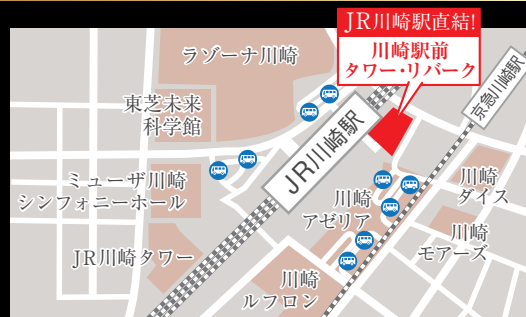 JR川崎駅直結!
川崎駅前
タワー・リバーク
ラゾーナ川崎
京急川崎駅
東芝未来
科学館
JR川崎駅
ミューザ川崎
シンフォニーホール
川崎
アゼリア
川崎
ダイス
川崎
モアーズ
JR川崎タワー
川崎
ルフロン